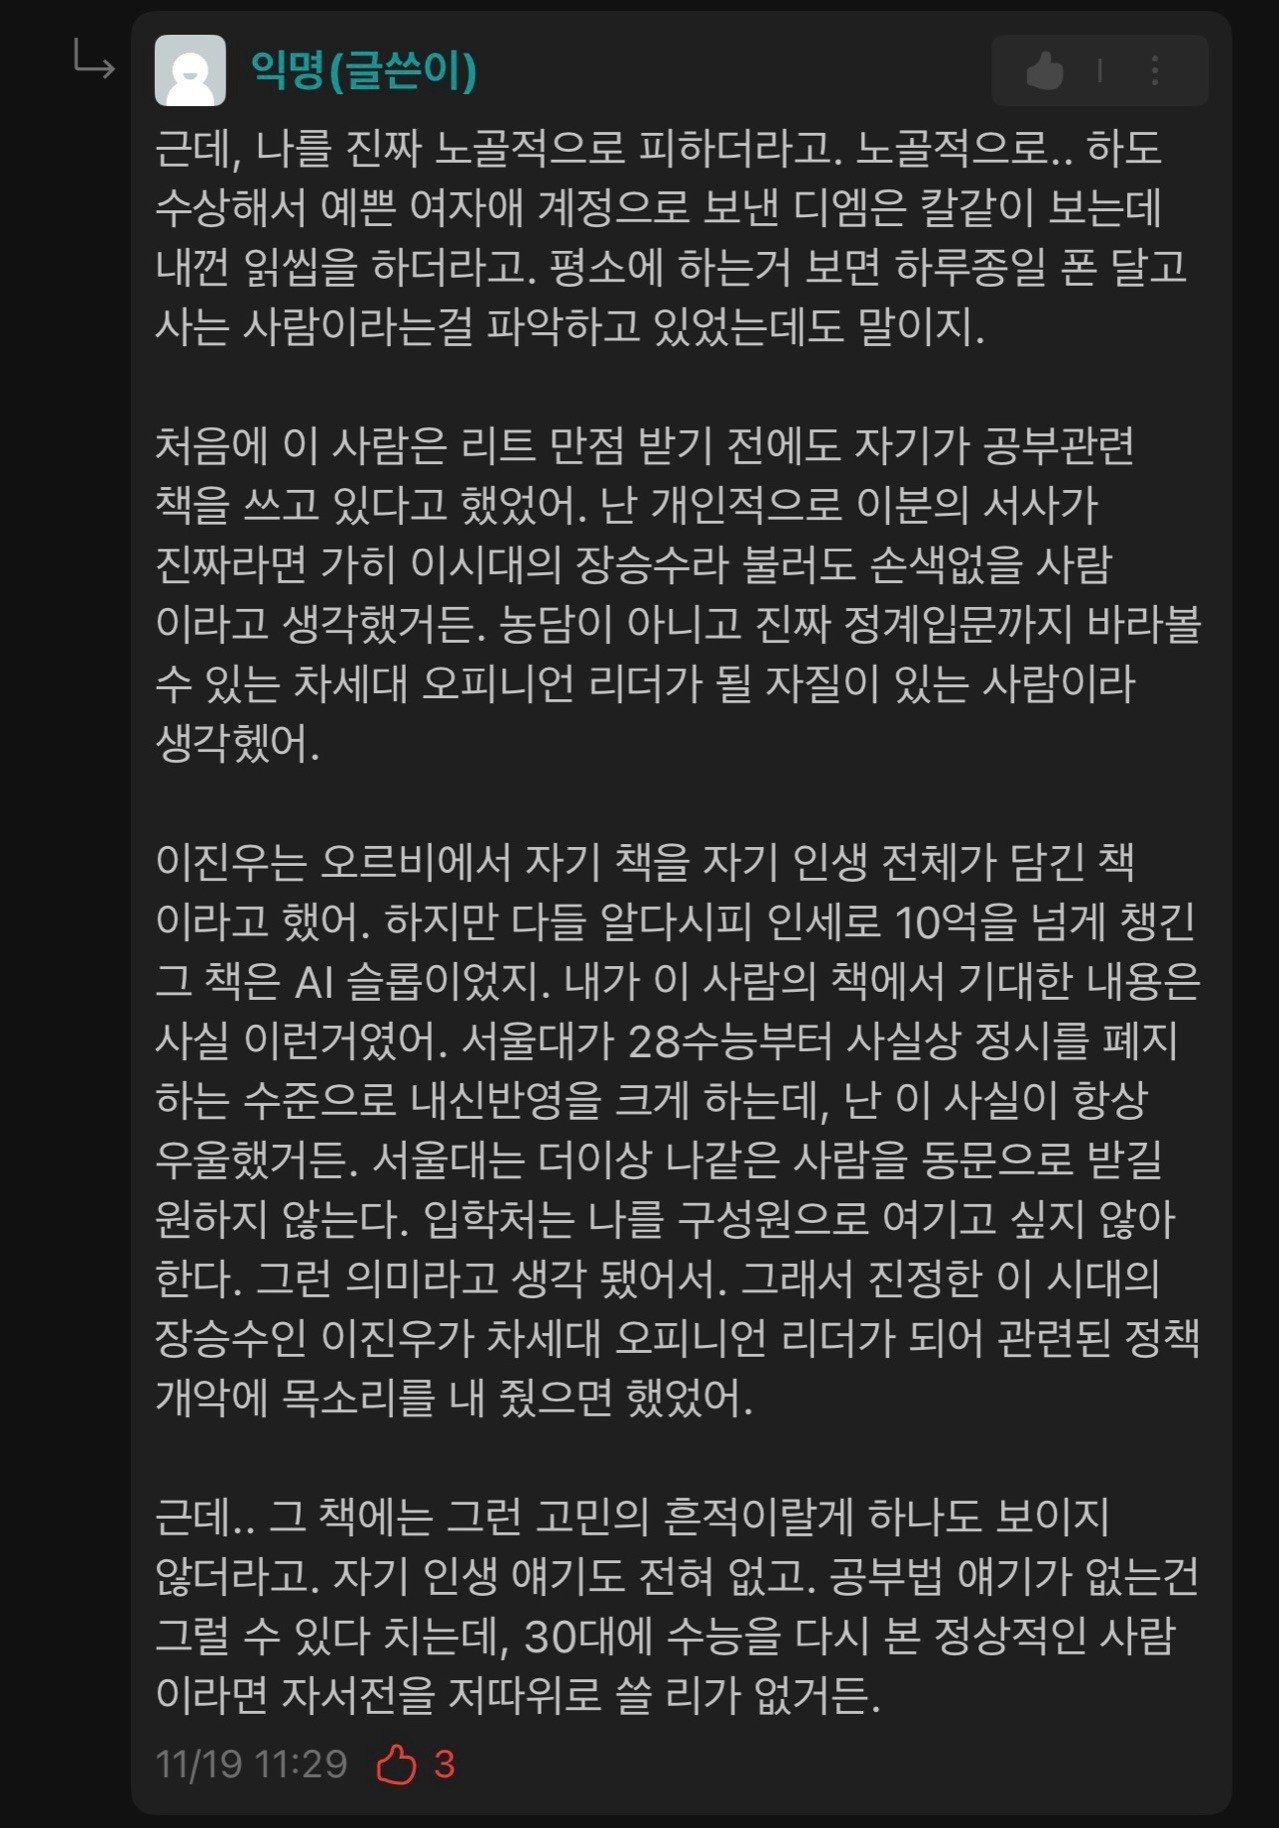 익명(글쓴이)
근데, 나를 진짜 노골적으로 피하더라고. 노골적으로.. 하도
수상해서 예쁜 여자애 계정으로 보낸 디엠은 칼같이 보는데
내껀 읽씹을 하더라고. 평소에 하는거 보면 하루종일 폰 달고
사는 사람이라는걸 파악하고 있었는데도 말이지.
처음에 이 사람은 리트 만점 받기 전에도 자기가 공부관련
책을 쓰고 있다고 했었어. 난 개인적으로 이분의 서사가
진짜라면 가히 이시대의 장승수라 불러도 손색없을 사람
이라고 생각했거든. 농담이 아니고 진짜 정계입문까지 바라볼
수 있는 차세대 오피니언 리더가 될 자질이 있는 사람이라
생각헸어.
이진우는 오르비에서 자기 책을 자기 인생 전체가 담긴 책
이라고 했어. 하지만 다들 알다시피 인세로 10억을 넘게 챙긴
그 책은 AI 슬롭이었지. 내가 이 사람의 책에서 기대한 내용은
사실 이런거였어. 서울대가 28수능부터 사실상 정시를 폐지
하는 수준으로 내신반영을 크게 하는데, 난 이 사실이 항상
우울했거든. 서울대는 더이상 나같은 사람을 동문으로 받길
원하지 않는다. 입학처는 나를 구성원으로 여기고 싶지 않아
한다. 그런 의미라고 생각 됐어서. 그래서 진정한 이 시대의
장승수인 이진우가 차세대 오피니언 리더가 되어 관련된 정책
개악에 목소리를 내 줬으면 했었어.
근데.. 그 책에는 그런 고민의 흔적이랄게 하나도 보이지
않더라고. 자기 인생 얘기도 전혀 없고. 공부법 얘기가 없는건
그럴 수 있다 치는데, 30대에 수능을 다시 본 정상적인 사람
이라면 자서전을 저따위로 쓸 리가 없거든.
11/19 11:29 3